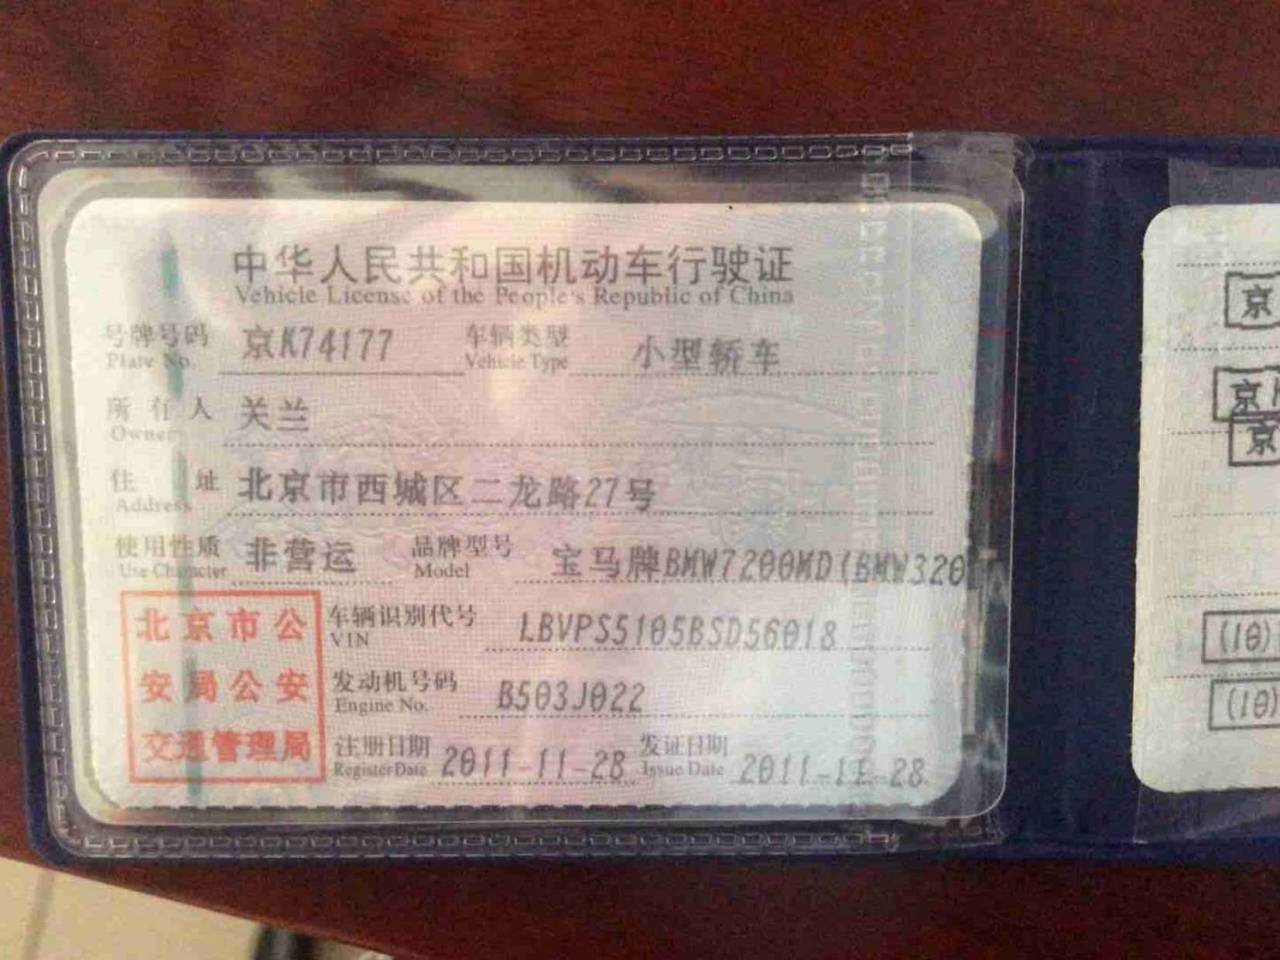 中华人民共和国机动车行驶证
Vehicle License of the People's Republic of China
号牌号码 京K74177 车辆类型 小型轿车
Plate No. Vehicle Type
所有人 关兰
Owner
住址 北京市西城区二龙路27号
Address
使用性质 非营运 品牌型号 宝马牌BMW7200MD(BMW320
Use Character Model
北京市公
安局公安
交通管理局
车辆识别代号 LBVPS5105BSD56018
VIN
发动机号码 B503J022
Engine No.
注册日期 2011-11-28 发证日期 2011-11-28
Register Date Issue Date
京
京
京
(10)
(10)